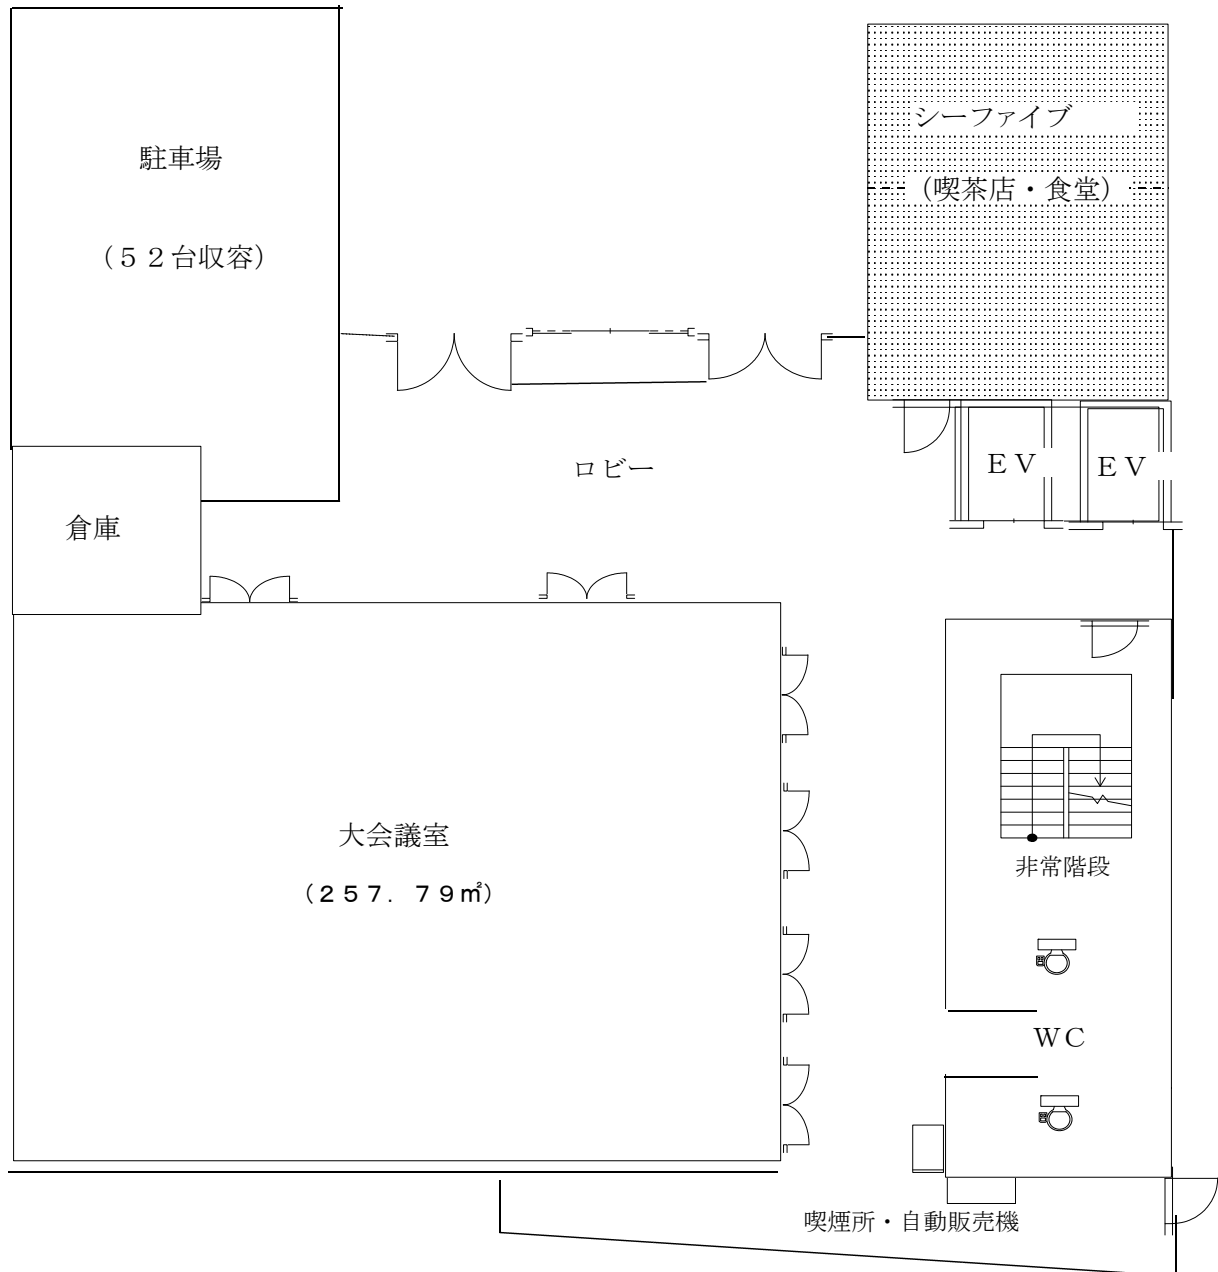 シーファイブ
駐車場
（喫茶店・食堂）
（５２台収容）
ロビー
ＥＶ
ＥＶ
倉庫
大会議室
（２５７．７９㎡）
非常階段
ＷＣ
喫煙所・自動販売機